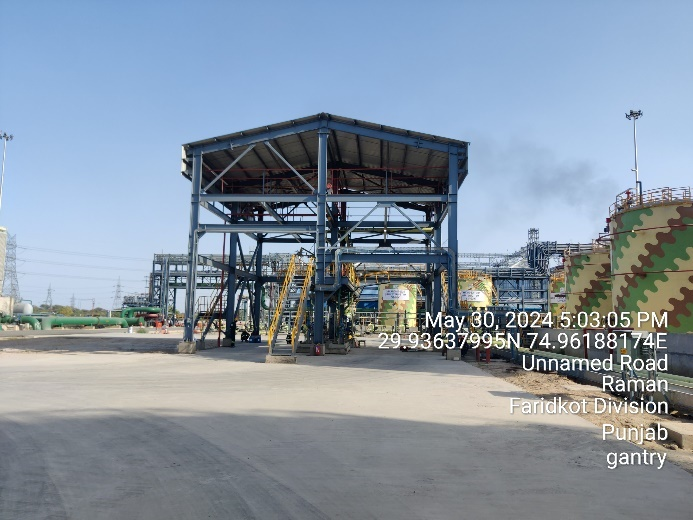 May 30, 2024 5:03:05 PM
29.93637995N 74.96188174E
Unnamed Road
Raman
Faridkot Division
Punjab
gantry